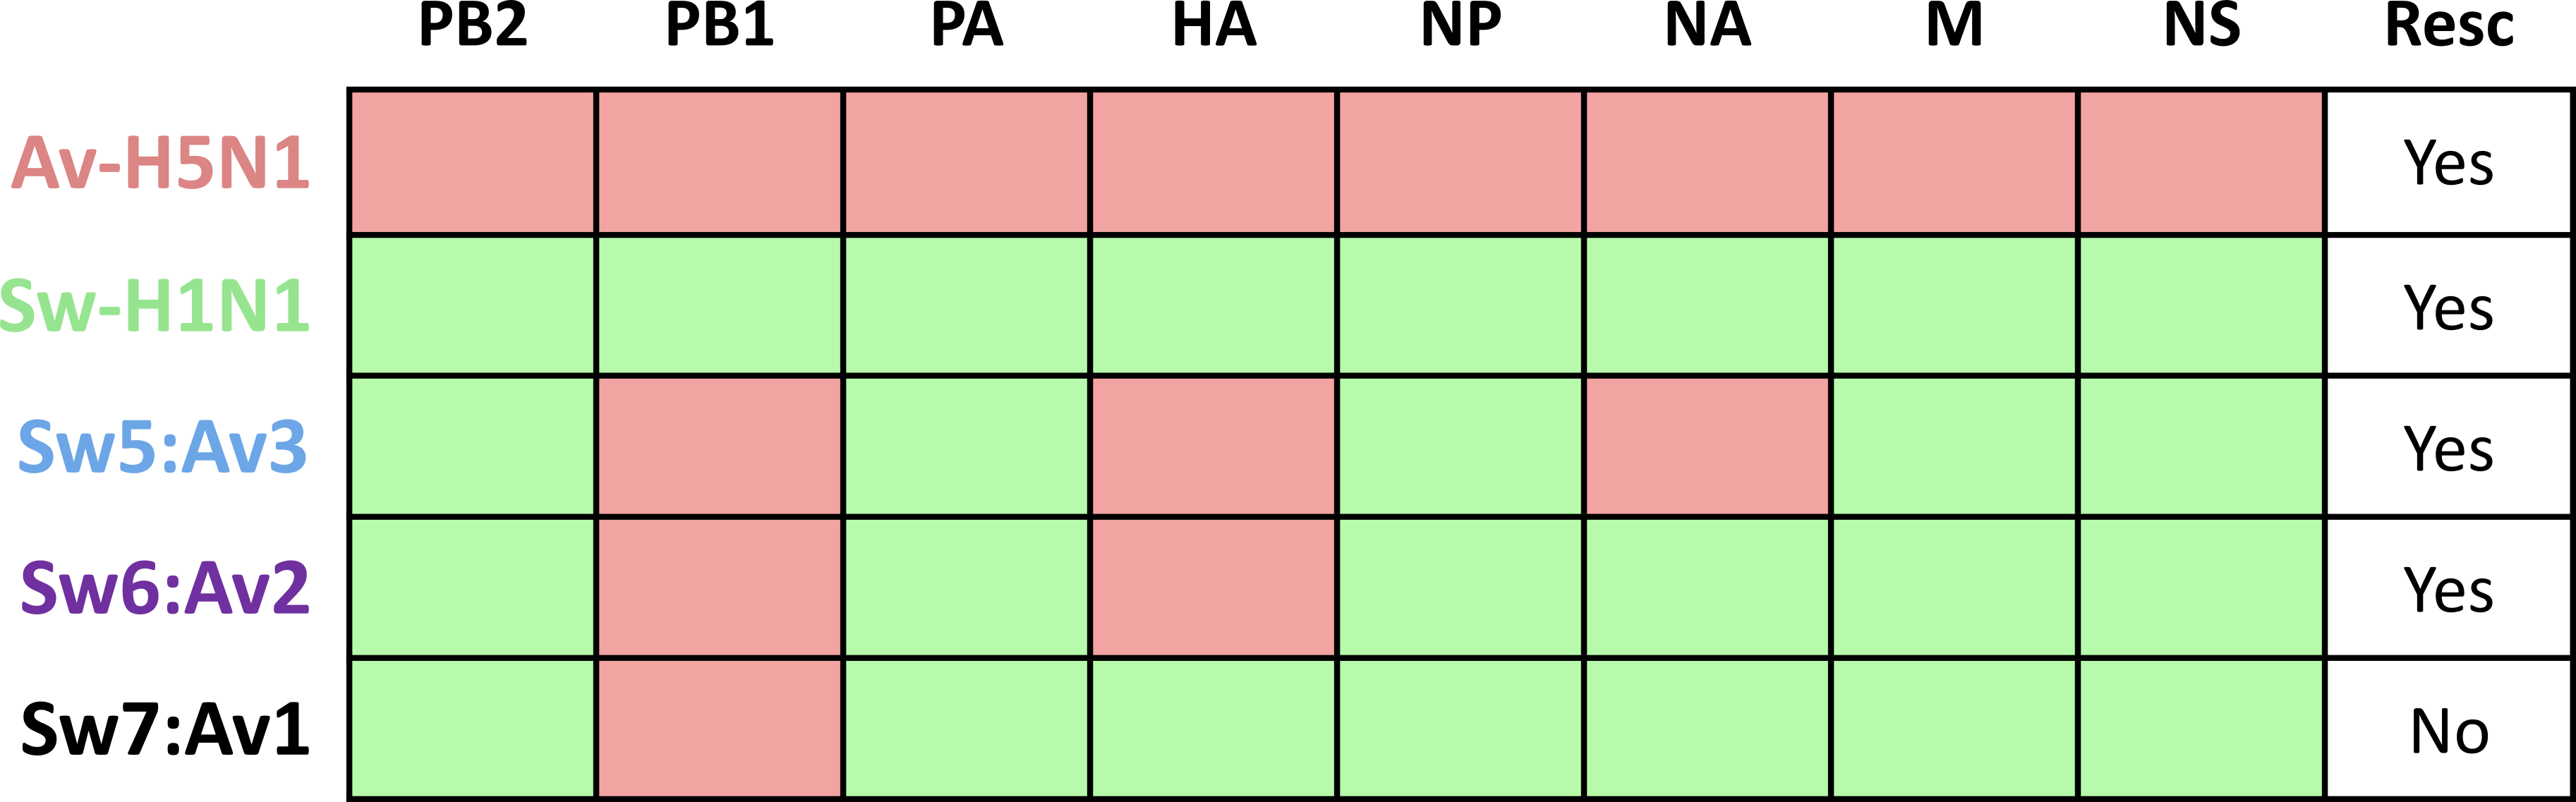 PB2 PB1 PA HA NP NA M NS Resc
Av-H5N1 Yes
Sw-H1N1 Yes
Sw5:Av3 Yes
Sw6:Av2 Yes
Sw7:Av1 No